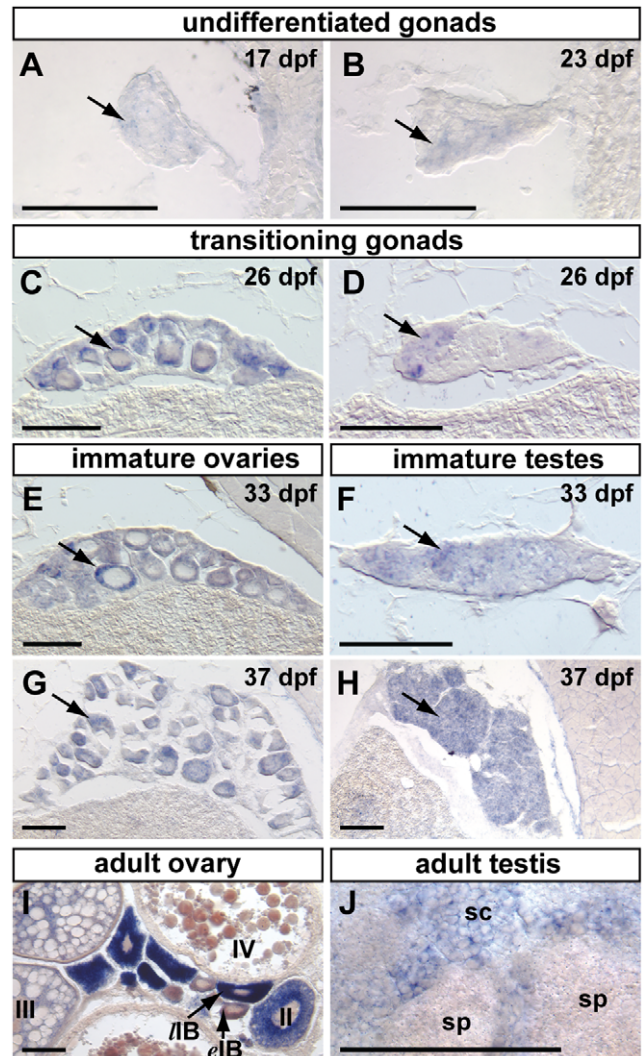 undifferentiated gonads
A 17 dpf
B 23 dpf
transitioning gonads
C 26 dpf
D 26 dpf
immature ovaries
immature testes
E 33 dpf
F 33 dpf
G 37 dpf
H 37 dpf
adult ovary
adult testis
I
IV
III
II
lIB
eIB
J
sc
sp
sp